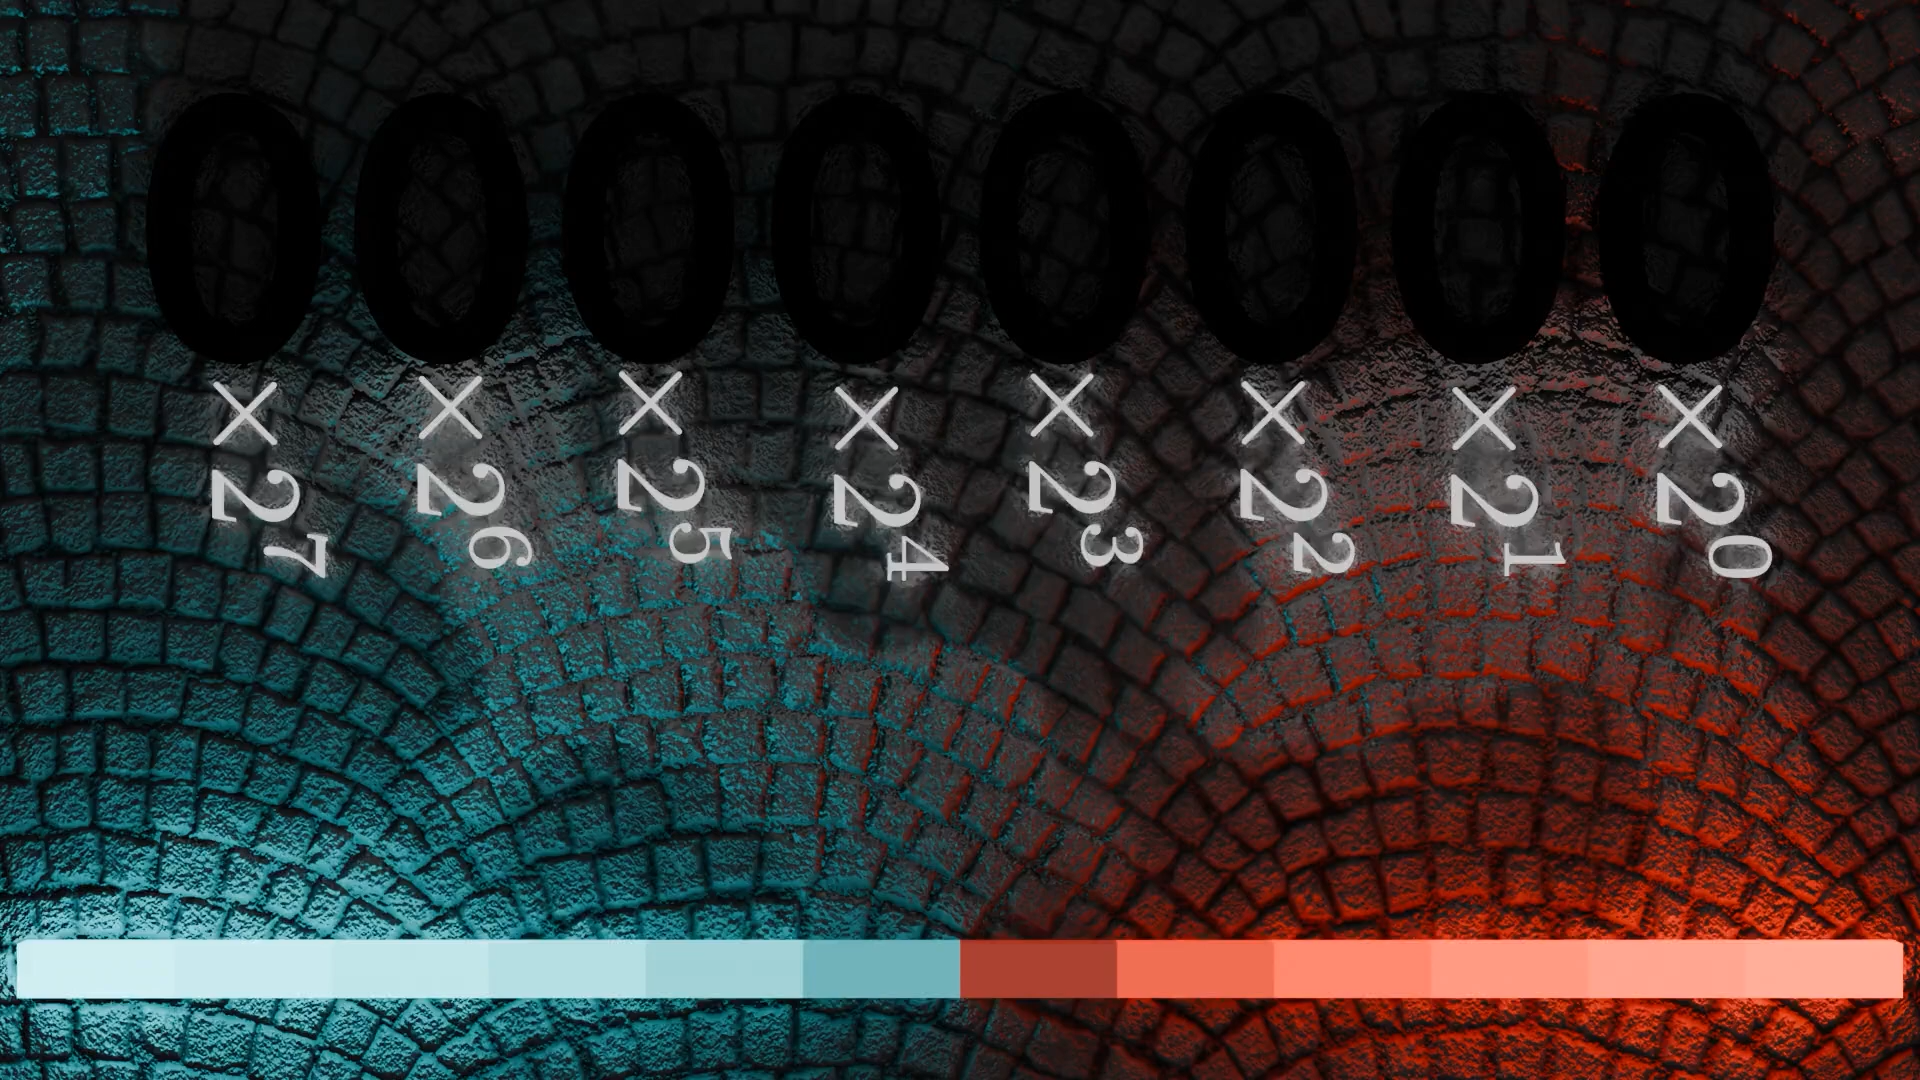 0 0 0 0 0 0 0 0
×2⁷ ×2⁶ ×2⁵ ×2⁴ ×2³ ×2² ×2¹ ×2⁰